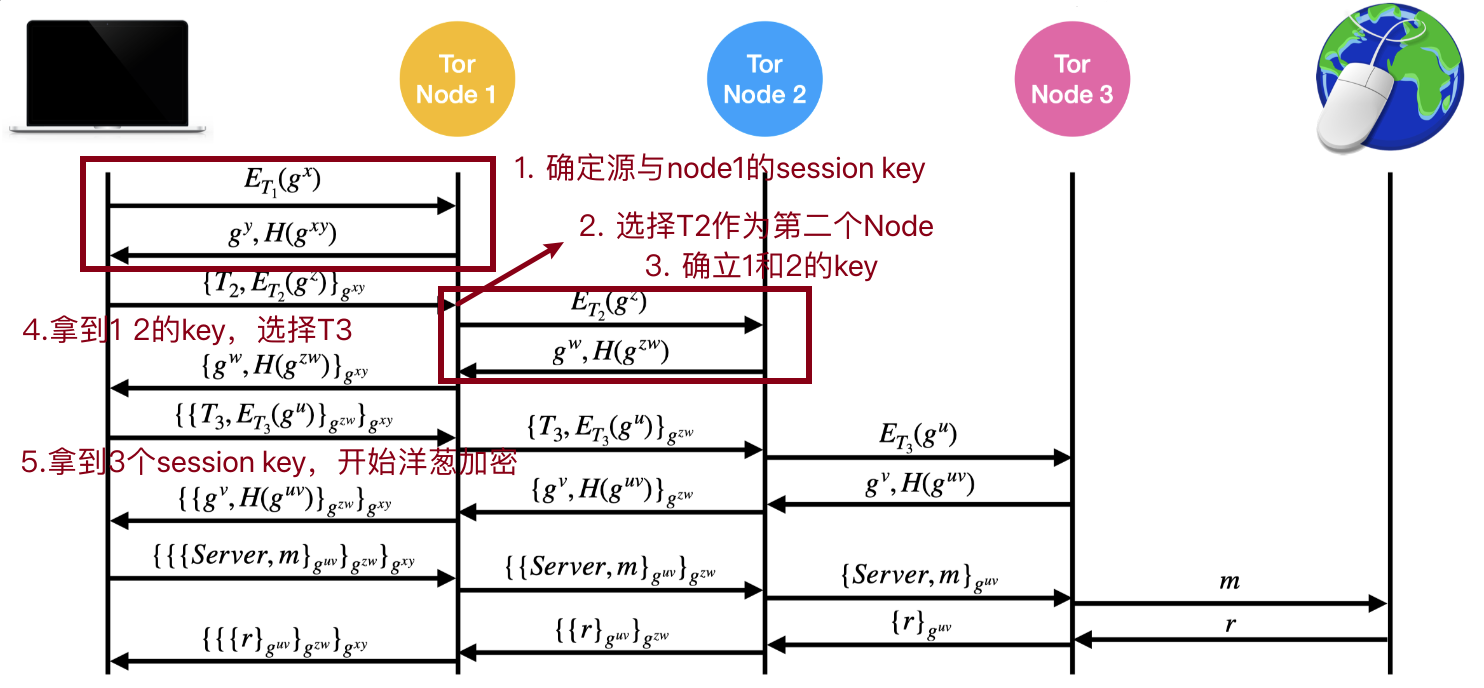 Tor
Node 1
Tor
Node 2
Tor
Node 3
E_{T_1}(g^x)
1. 确定源与node1的session key
g^y, H(g^{xy})
2. 选择T2作为第二个Node
3. 确立1和2的key
{T_2, E_{T_2}(g^z)}_{g^{xy}}
E_{T_2}(g^z)
4.拿到1 2的key，选择T3
g^w, H(g^{zw})
{g^w, H(g^{zw})}_{g^{xy}}
{{T_3, E_{T_3}(g^u)}_{g^{zw}}}_{g^{xy}}
{T_3, E_{T_3}(g^u)}_{g^{zw}}
E_{T_3}(g^u)
5.拿到3个session key，开始洋葱加密
{{g^v, H(g^{uv})}_{g^{zw}}}_{g^{xy}}
{g^v, H(g^{uv})}_{g^{zw}}
g^v, H(g^{uv})
{{{Server, m}_{g^{uv}}}_{g^{zw}}}_{g^{xy}}
{{Server, m}_{g^{uv}}}_{g^{zw}}
{Server, m}_{g^{uv}}
m
{{{r}_{g^{uv}}}_{g^{zw}}}_{g^{xy}}
{{r}_{g^{uv}}}_{g^{zw}}
{r}_{g^{uv}}
r